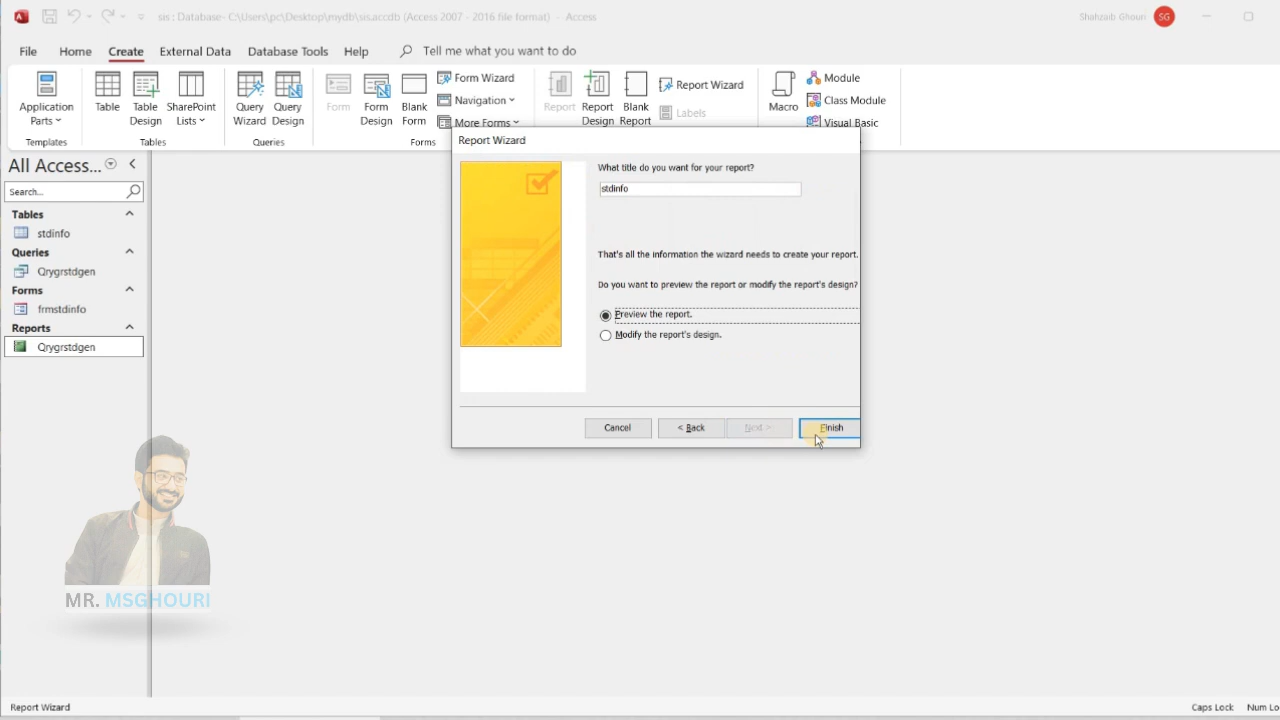 sis : Database- C:\Users\pc\Desktop\mydb\sis.accdb (Access 2007 - 2016 file format) - Access
Shahzaib Ghouri SG
File Home Create External Data Database Tools Help Tell me what you want to do
Application Parts
Table
Table Design
SharePoint Lists
Query Wizard
Query Design
Form
Form Design
Blank Form
Form Wizard
Navigation
More Forms
Report
Report Design
Blank Report
Report Wizard
Labels
Macro
Module
Class Module
Visual Basic
Templates Tables Queries Forms
All Access...
Search...
Tables
stdinfo
Queries
Qrygrstdgen
Forms
frmstdinfo
Reports
Qrygrstdgen
Report Wizard
What title do you want for your report?
stdinfo
That's all the information the wizard needs to create your report.
Do you want to preview the report or modify the report's design?
Preview the report.
Modify the report's design.
Cancel < Back Next > Finish
MR. MSGHOURI
Report Wizard
Caps Lock Num Lo